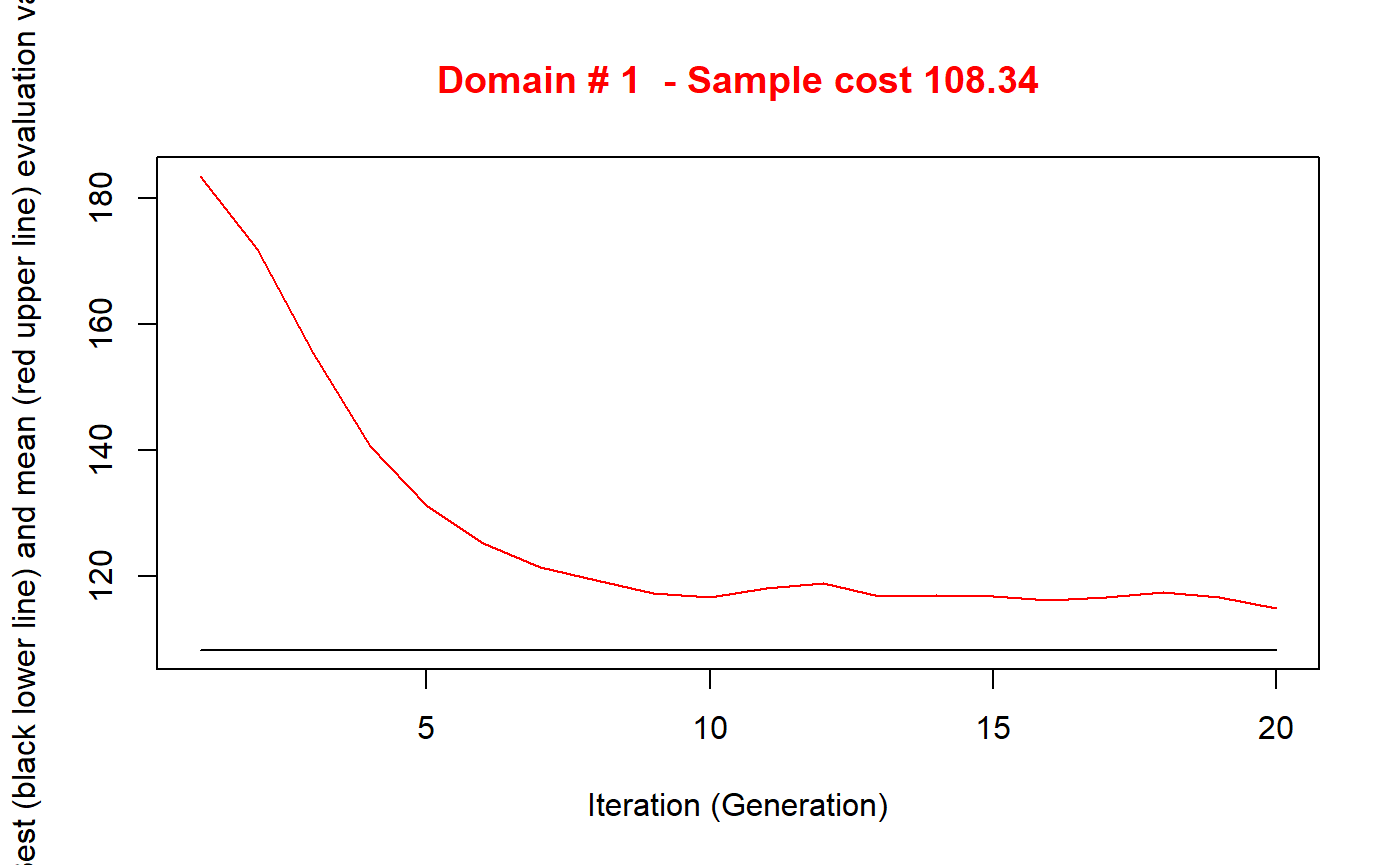 Domain # 1 - Sample cost 108.34
(black lower line) and mean (red upper line) evaluation
180
160
140
120
5 10 15 20
Iteration (Generation)